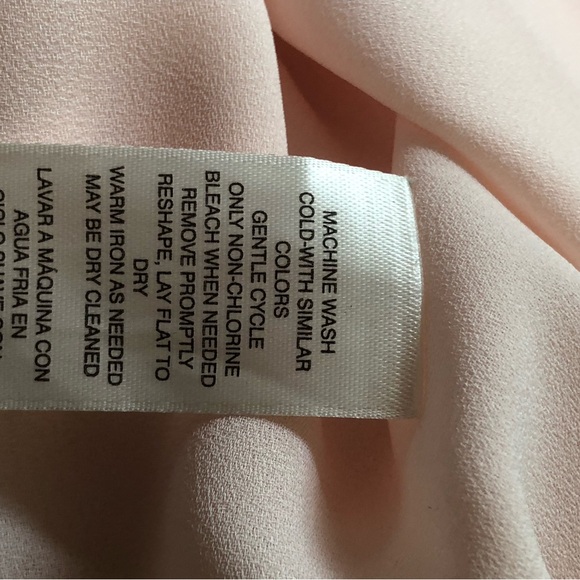 MACHINE WASH
COLD-WITH SIMILAR
COLORS
GENTLE CYCLE
ONLY NON-CHLORINE
BLEACH WHEN NEEDED
REMOVE PROMPTLY
RESHAPE, LAY FLAT TO
DRY
WARM IRON AS NEEDED
MAY BE DRY CLEANED
LAVAR A MÁQUINA CON
AGUA FRIA EN